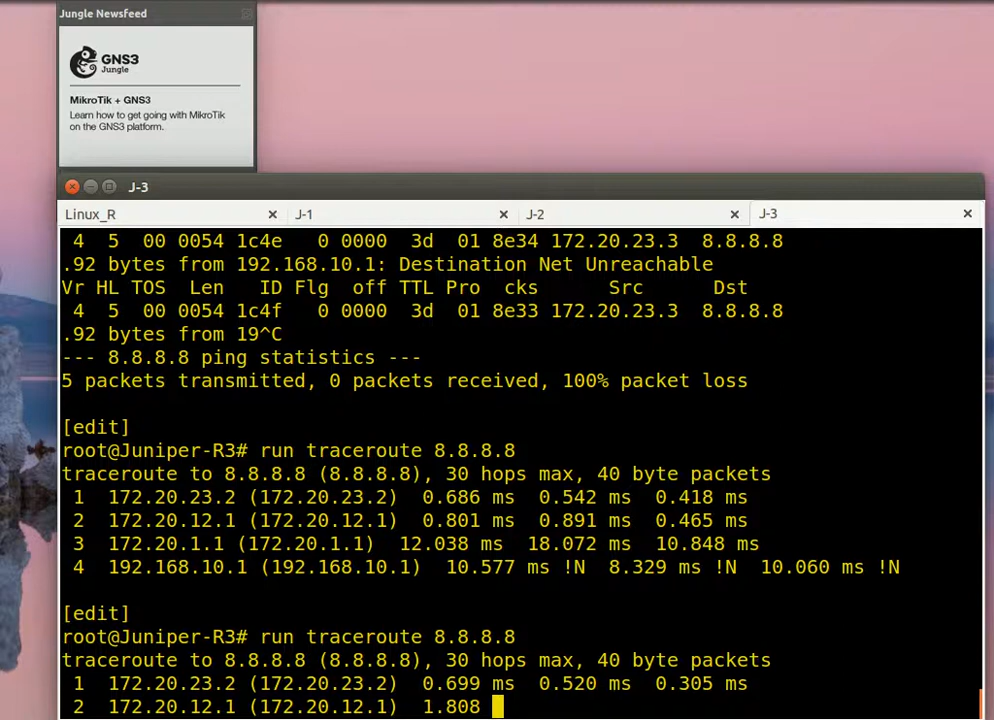 Jungle Newsfeed
GNS3
Jungle
MikroTik + GNS3
Learn how to get going with MikroTik
on the GNS3 platform.
J-3
Linux_R
J-1
J-2
J-3
4 5 00 0054 1c4e 0 0000 3d 01 8e34 172.20.23.3 8.8.8.8
.92 bytes from 192.168.10.1: Destination Net Unreachable
Vr HL TOS Len ID Flg off TTL Pro cks Src Dst
4 5 00 0054 1c4f 0 0000 3d 01 8e33 172.20.23.3 8.8.8.8
.92 bytes from 19^C
--- 8.8.8.8 ping statistics ---
5 packets transmitted, 0 packets received, 100% packet loss
[edit]
root@Juniper-R3# run traceroute 8.8.8.8
traceroute to 8.8.8.8 (8.8.8.8), 30 hops max, 40 byte packets
1 172.20.23.2 (172.20.23.2) 0.686 ms 0.542 ms 0.418 ms
2 172.20.12.1 (172.20.12.1) 0.801 ms 0.891 ms 0.465 ms
3 172.20.1.1 (172.20.1.1) 12.038 ms 18.072 ms 10.848 ms
4 192.168.10.1 (192.168.10.1) 10.577 ms !N 8.329 ms !N 10.060 ms !N
[edit]
root@Juniper-R3# run traceroute 8.8.8.8
traceroute to 8.8.8.8 (8.8.8.8), 30 hops max, 40 byte packets
1 172.20.23.2 (172.20.23.2) 0.699 ms 0.520 ms 0.305 ms
2 172.20.12.1 (172.20.12.1) 1.808